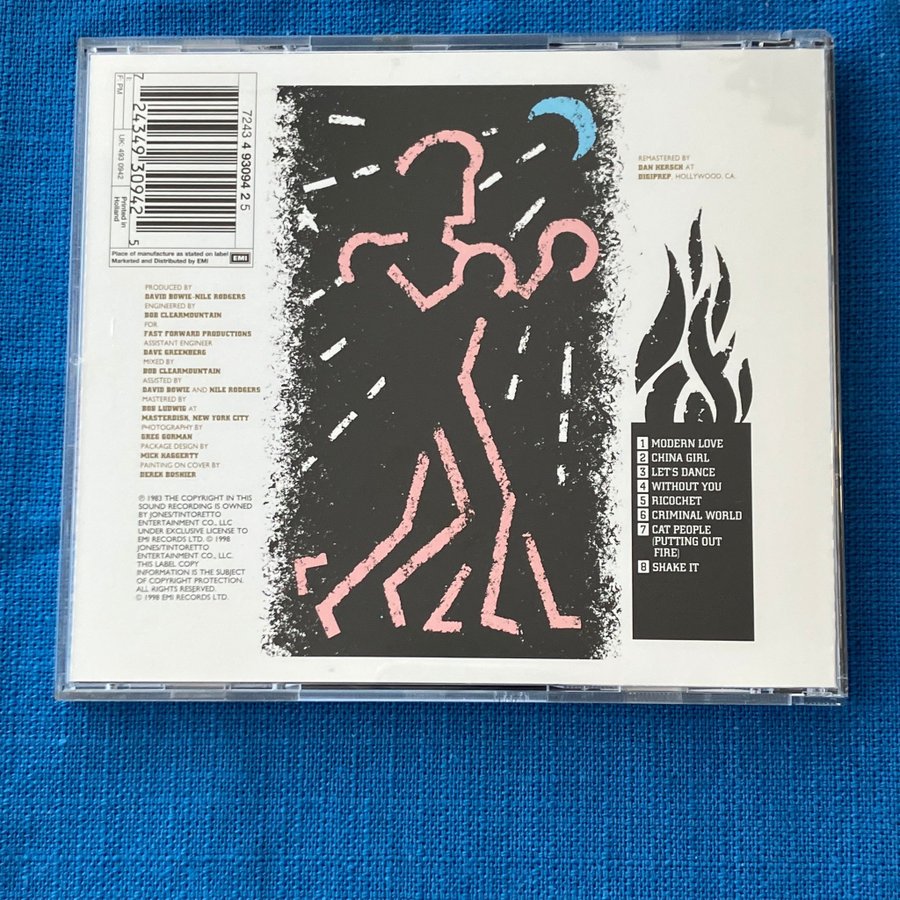 7243 4 93094 2 5
7 24349 30942 5
F: PM
UK: 493 0942
Printed in
Holland
Place of manufacture as stated on label
Marketed and Distributed by EMI
EMI
PRODUCED BY
DAVID BOWIE-NILE RODGERS
ENGINEERED BY
BOB CLEARMOUNTAIN
FOR
FAST FORWARD PRODUCTIONS
ASSISTANT ENGINEER
DAVE GREENBERG
MIXED BY
BOB CLEARMOUNTAIN
ASSISTED BY
DAVID BOWIE AND NILE RODGERS
MASTERED BY
BOB LUDWIG AT
MASTERDISK, NEW YORK CITY
PHOTOGRAPHY BY
GREG GORMAN
PACKAGE DESIGN BY
MICK HAGGERTY
PAINTING ON COVER BY
DEREK BOSHIER
℗ 1983 THE COPYRIGHT IN THIS
SOUND RECORDING IS OWNED
BY JONES/TINTORETTO
ENTERTAINMENT CO., LLC
UNDER EXCLUSIVE LICENSE TO
EMI RECORDS LTD. © 1998
JONES/TINTORETTO
ENTERTAINMENT CO., LLC.
THIS LABEL COPY
INFORMATION IS THE SUBJECT
OF COPYRIGHT PROTECTION.
ALL RIGHTS RESERVED.
© 1998 EMI RECORDS LTD.
REMASTERED BY
DAN HERSCH AT
DIGIPREP, HOLLYWOOD, CA.
1 MODERN LOVE
2 CHINA GIRL
3 LET'S DANCE
4 WITHOUT YOU
5 RICOCHET
6 CRIMINAL WORLD
7 CAT PEOPLE
(PUTTING OUT
FIRE)
8 SHAKE IT